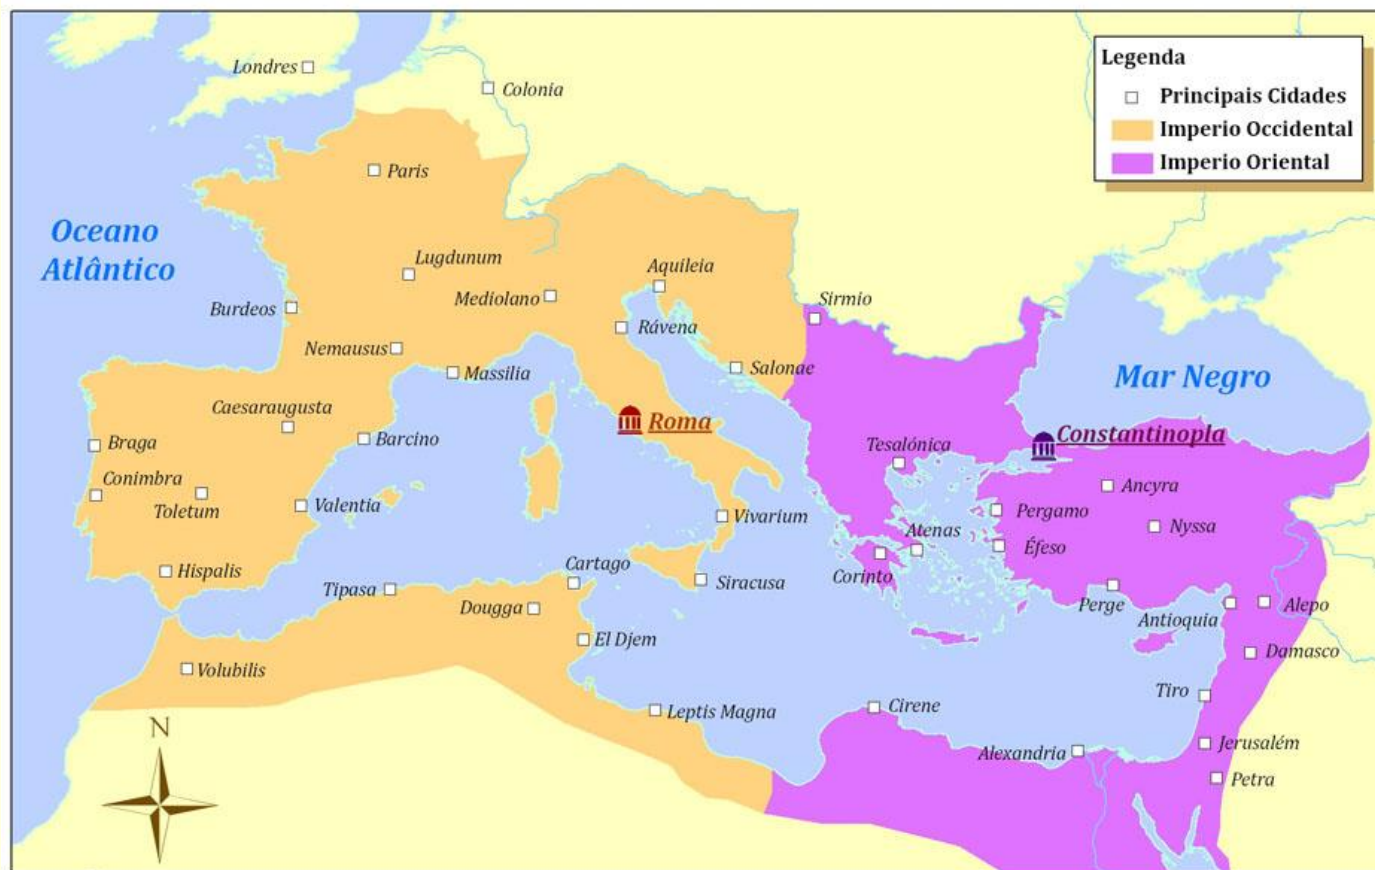 Legenda
Principais Cidades
Imperio Occidental
Imperio Oriental
Londres
Colonia
Paris
Oceano
Atlântico
Lugdunum
Aquileia
Mediolano
Burdeos
Sirmio
Rávena
Nemausus
Massilia
Salonae
Mar Negro
Caesaraugusta
Roma
Braga
Barcino
Constantinopla
Tesalónica
Conimbra
Toletum
Valentia
Ancyra
Vivarium
Pergamo
Nyssa
Atenas
Éfeso
Hispalis
Cartago
Corinto
Tipasa
Siracusa
Dougga
Perge
Alepo
Antioquia
El Djem
Damasco
Volubilis
Tiro
Leptis Magna
Cirene
N
Alexandria
Jerusalém
Petra